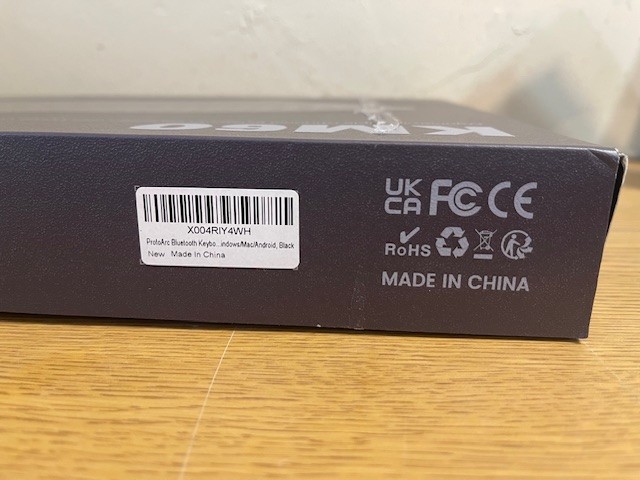 KM60
X004RIY4WH
ProtoArc Bluetooth Keybo...indows/Mac/Android, Black
New Made In China
UK CA FC CE
RoHS
MADE IN CHINA